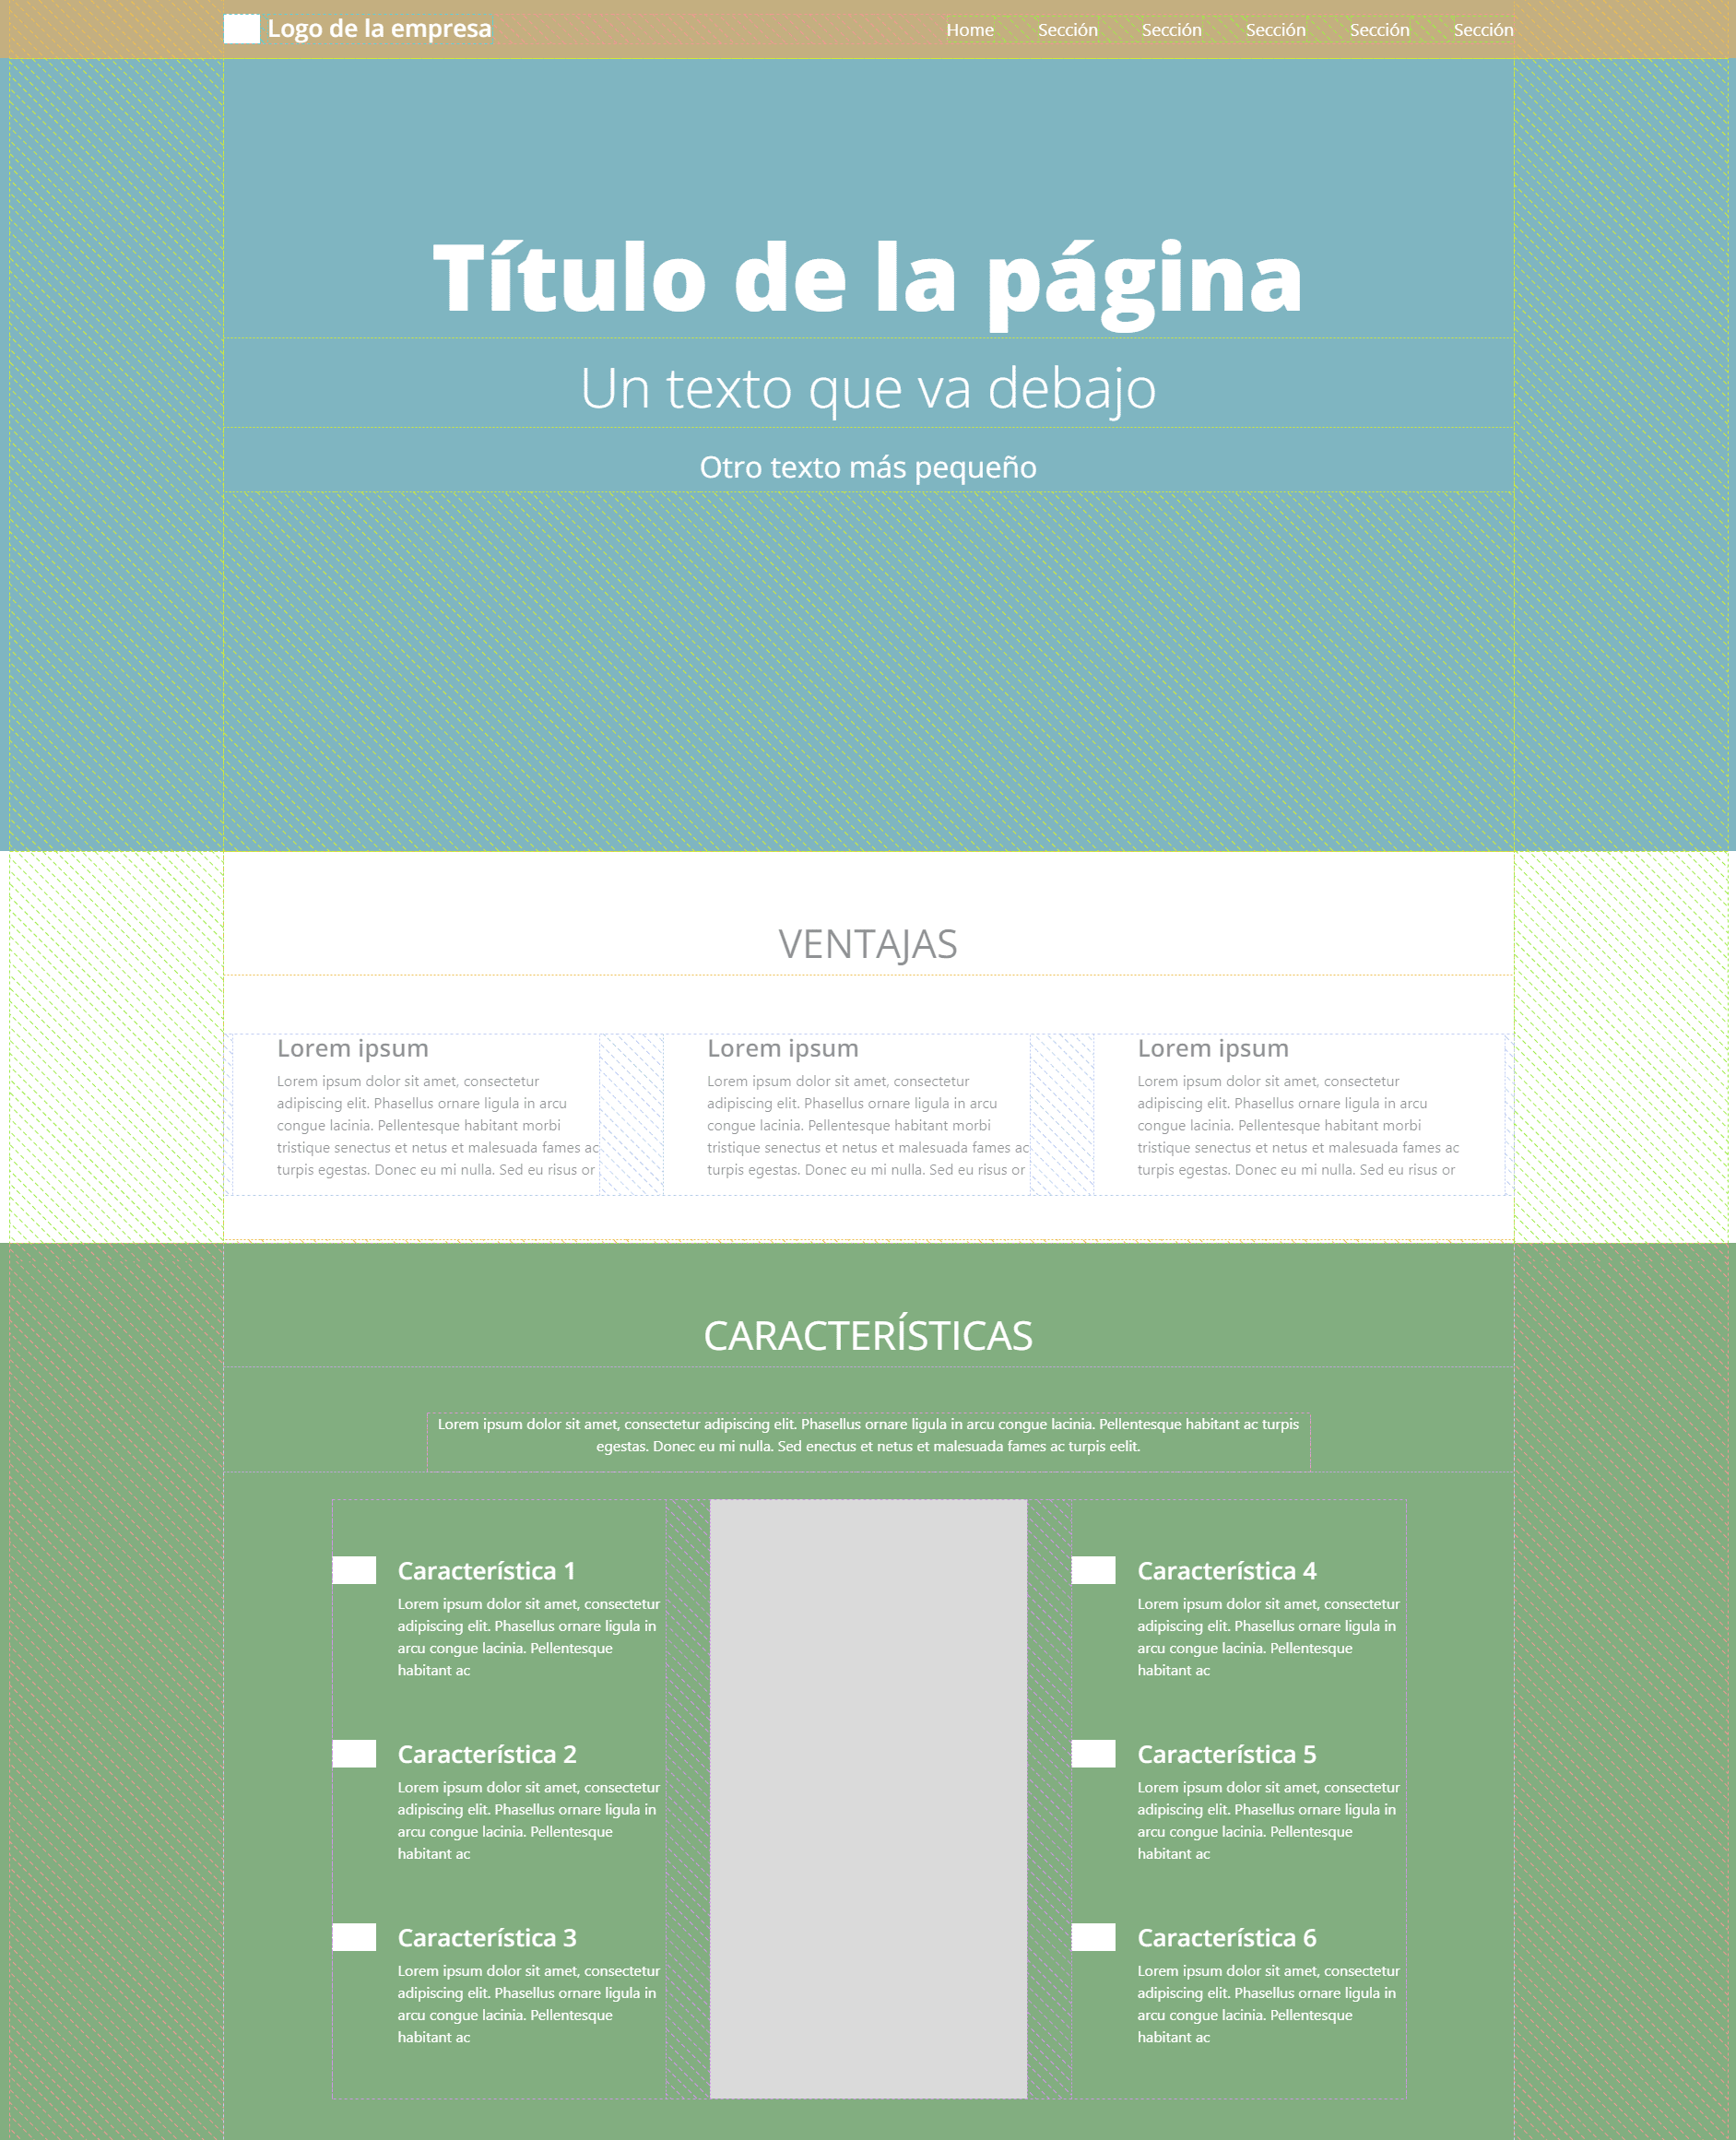 Logo de la empresa
Home Sección Sección Sección Sección Sección
Título de la página
Un texto que va debajo
Otro texto más pequeño
VENTAJAS
Lorem ipsum
Lorem ipsum dolor sit amet, consectetur
adipiscing elit. Phasellus ornare ligula in arcu
congue lacinia. Pellentesque habitant morbi
tristique senectus et netus et malesuada fames ac
turpis egestas. Donec eu mi nulla. Sed eu risus or
Lorem ipsum
Lorem ipsum dolor sit amet, consectetur
adipiscing elit. Phasellus ornare ligula in arcu
congue lacinia. Pellentesque habitant morbi
tristique senectus et netus et malesuada fames ac
turpis egestas. Donec eu mi nulla. Sed eu risus or
Lorem ipsum
Lorem ipsum dolor sit amet, consectetur
adipiscing elit. Phasellus ornare ligula in arcu
congue lacinia. Pellentesque habitant morbi
tristique senectus et netus et malesuada fames ac
turpis egestas. Donec eu mi nulla. Sed eu risus or
CARACTERÍSTICAS
Lorem ipsum dolor sit amet, consectetur adipiscing elit. Phasellus ornare ligula in arcu congue lacinia. Pellentesque habitant ac turpis
egestas. Donec eu mi nulla. Sed enectus et netus et malesuada fames ac turpis eelit.
Característica 1
Lorem ipsum dolor sit amet, consectetur
adipiscing elit. Phasellus ornare ligula in
arcu congue lacinia. Pellentesque
habitant ac
Característica 2
Lorem ipsum dolor sit amet, consectetur
adipiscing elit. Phasellus ornare ligula in
arcu congue lacinia. Pellentesque
habitant ac
Característica 3
Lorem ipsum dolor sit amet, consectetur
adipiscing elit. Phasellus ornare ligula in
arcu congue lacinia. Pellentesque
habitant ac
Característica 4
Lorem ipsum dolor sit amet, consectetur
adipiscing elit. Phasellus ornare ligula in
arcu congue lacinia. Pellentesque
habitant ac
Característica 5
Lorem ipsum dolor sit amet, consectetur
adipiscing elit. Phasellus ornare ligula in
arcu congue lacinia. Pellentesque
habitant ac
Característica 6
Lorem ipsum dolor sit amet, consectetur
adipiscing elit. Phasellus ornare ligula in
arcu congue lacinia. Pellentesque
habitant ac